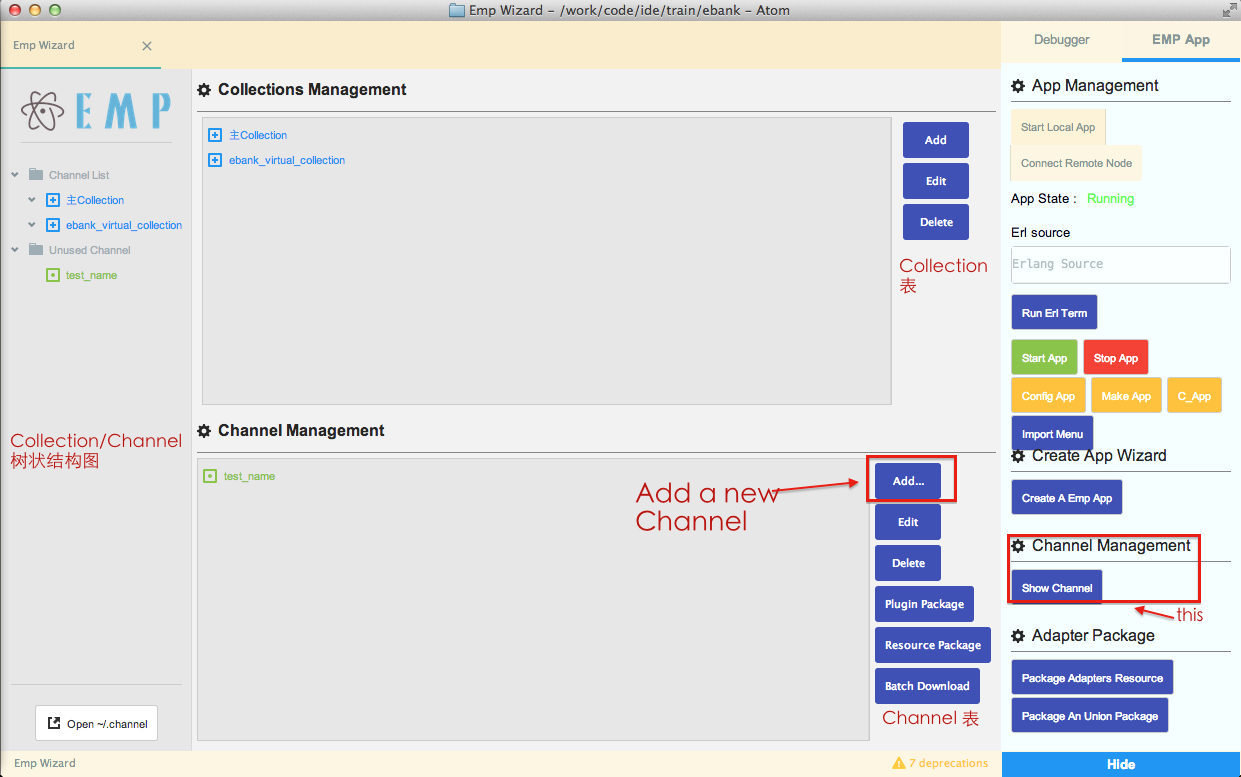 Emp Wizard – /work/code/ide/train/ebank – Atom
Emp Wizard
EMP
Channel List
主Collection
ebank_virtual_collection
Unused Channel
test_name
Collection/Channel
树状结构图
Open ~/.channel
Collections Management
主Collection
ebank_virtual_collection
Add
Edit
Delete
Collection
表
Channel Management
test_name
Add a new
Channel
Add...
Edit
Delete
Plugin Package
Resource Package
Batch Download
Channel 表
Debugger
EMP App
App Management
Start Local App
Connect Remote Node
App State : Running
Erl source
Erlang Source
Run Erl Term
Start App
Stop App
Config App
Make App
C_App
Import Menu
Create App Wizard
Create A Emp App
Channel Management
Show Channel
this
Adapter Package
Package Adapters Resource
Package An Union Package
Emp Wizard
7 deprecations
Hide